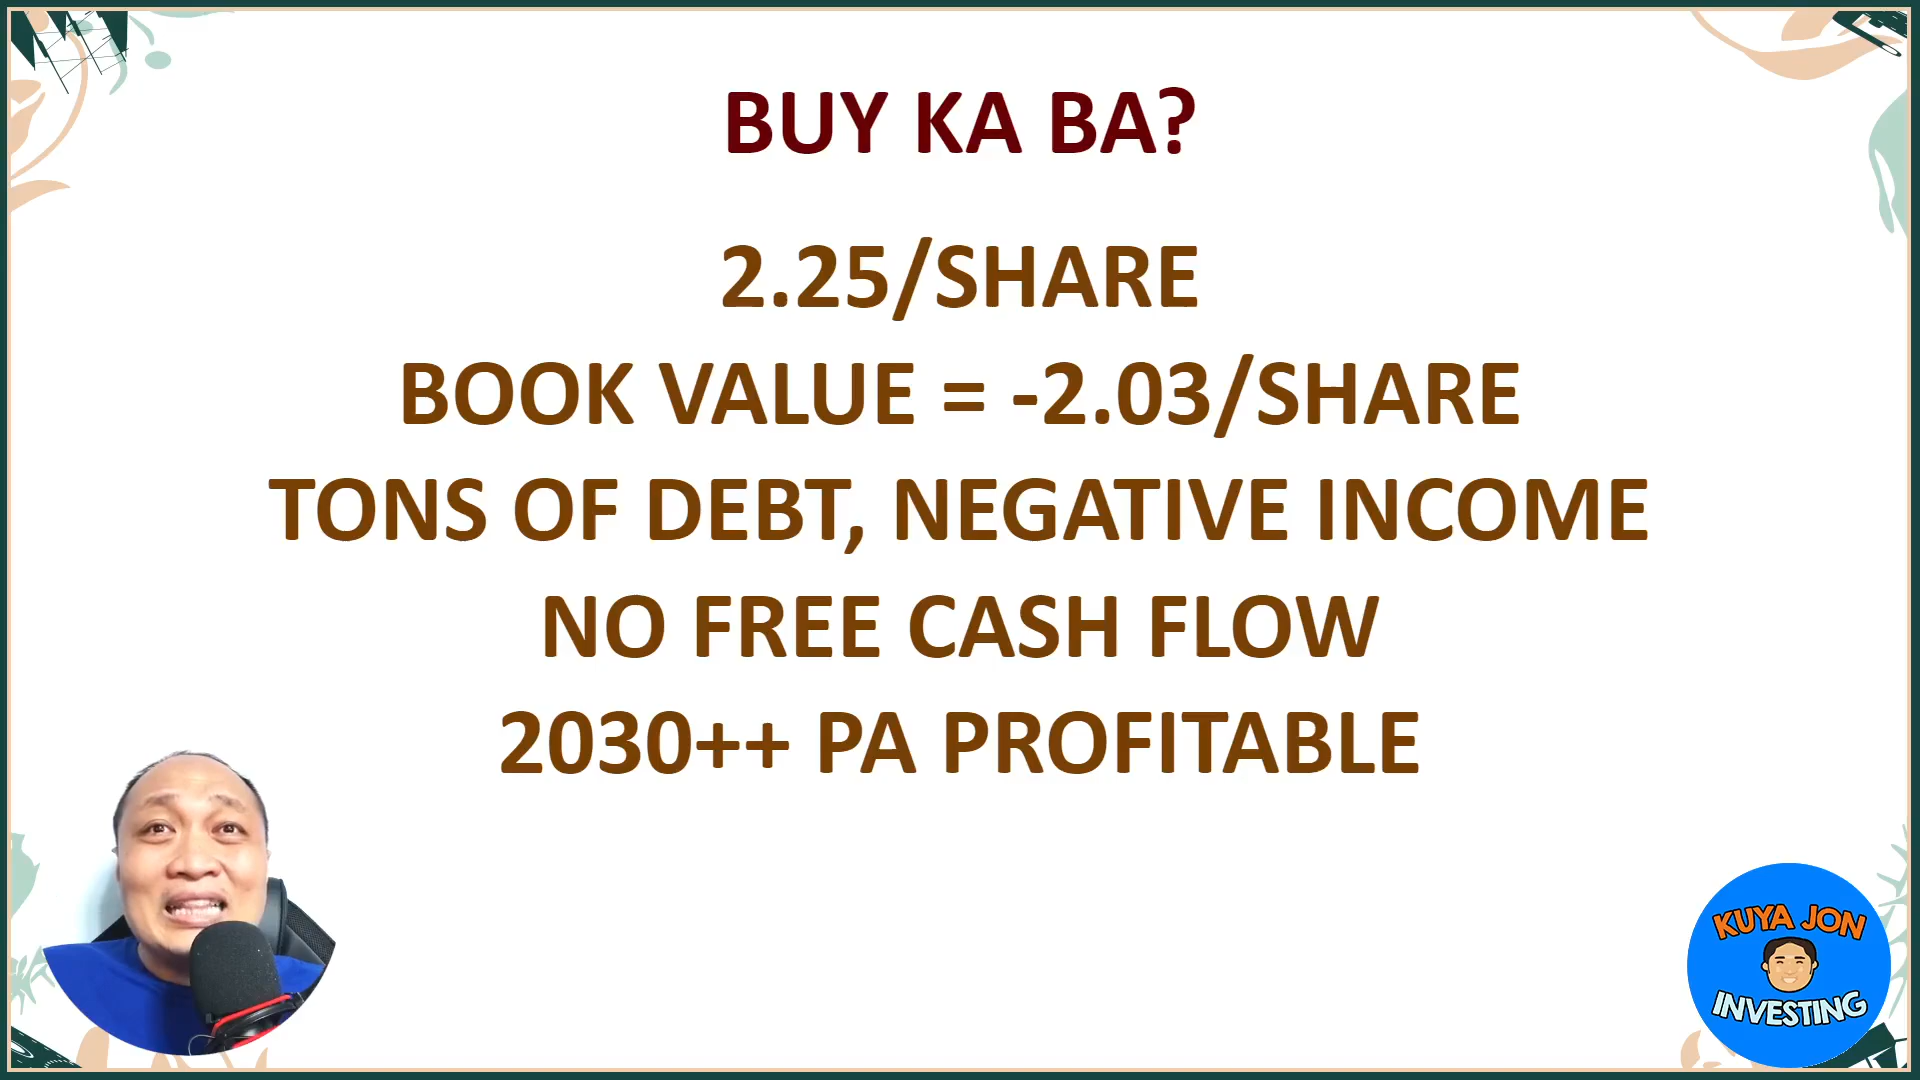 BUY KA BA?
2.25/SHARE
BOOK VALUE = -2.03/SHARE
TONS OF DEBT, NEGATIVE INCOME
NO FREE CASH FLOW
2030++ PA PROFITABLE
KUYA JON
INVESTING